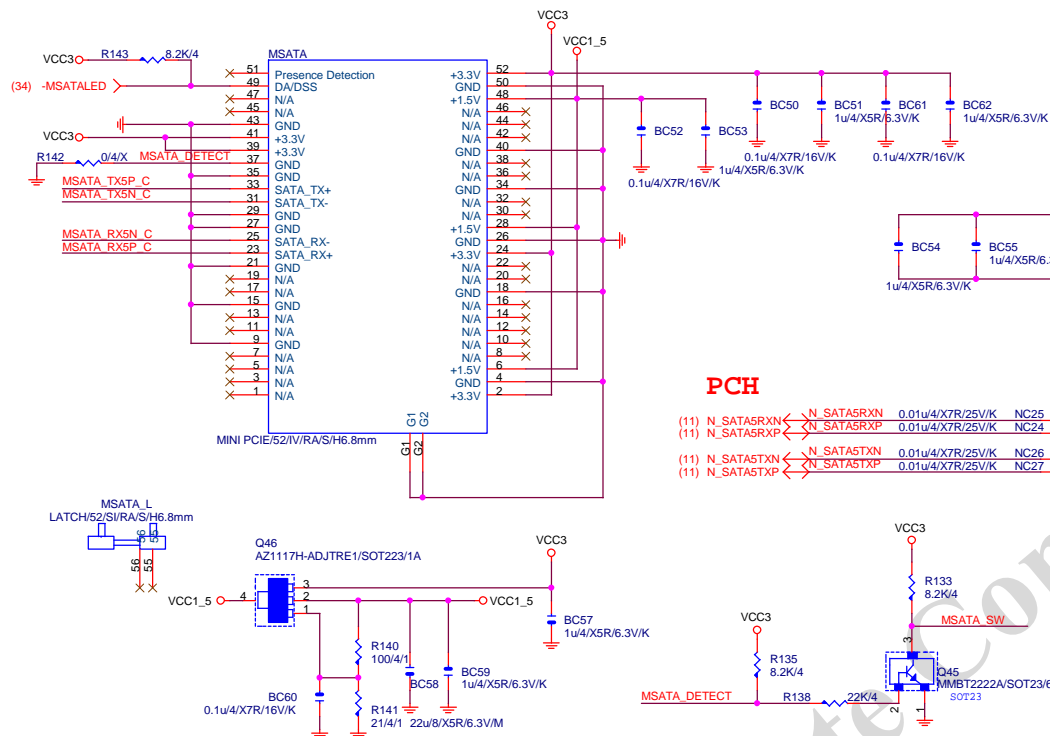 VCC3
VCC1_5
MSATA
VCC3 R143 8.2K/4
(34) -MSATALED
51 Presence Detection +3.3V 52
49 DA/DSS GND 50
47 N/A +1.5V 48
45 N/A N/A 46
43 GND N/A 44
VCC3 41 +3.3V N/A 42
39 +3.3V GND 40
R142 0/4/X MSATA_DETECT 37 GND N/A 38
35 GND N/A 36
MSATA_TX5P_C 33 SATA_TX+ GND 34
MSATA_TX5N_C 31 SATA_TX- N/A 32
29 GND N/A 30
27 GND +1.5V 28
MSATA_RX5N_C 25 SATA_RX- GND 26
MSATA_RX5P_C 23 SATA_RX+ +3.3V 24
21 GND N/A 22
19 N/A N/A 20
17 N/A GND 18
15 GND N/A 16
13 N/A N/A 14
11 N/A N/A 12
9 GND N/A 10
7 N/A N/A 8
5 N/A +1.5V 6
3 N/A GND 4
1 N/A +3.3V 2
G1 G2
G1 G2
MINI PCIE/52/IV/RA/S/H6.8mm
BC52
0.1u/4/X7R/16V/K
BC53
1u/4/X5R/6.3V/K
BC50
0.1u/4/X7R/16V/K
BC51
1u/4/X5R/6.3V/K
BC61
0.1u/4/X7R/16V/K
BC62
1u/4/X5R/6.3V/K
BC54
1u/4/X5R/6.3V/K
BC55
1u/4/X5R/6.3
PCH
(11) N_SATA5RXN N_SATA5RXN 0.01u/4/X7R/25V/K NC25
(11) N_SATA5RXP N_SATA5RXP 0.01u/4/X7R/25V/K NC24
(11) N_SATA5TXN N_SATA5TXN 0.01u/4/X7R/25V/K NC26
(11) N_SATA5TXP N_SATA5TXP 0.01u/4/X7R/25V/K NC27
MSATA_L
LATCH/52/SI/RA/S/H6.8mm
56 55
56 55
Q46
AZ1117H-ADJTRE1/SOT223/1A
VCC1_5 4
3
2
1
VCC3
VCC1_5
BC57
1u/4/X5R/6.3V/K
R140
100/4/1
BC58
22u/8/X5R/6.3V/M
BC59
1u/4/X5R/6.3V/K
BC60
0.1u/4/X7R/16V/K
R141
21/4/1
VCC3
R133
8.2K/4
MSATA_SW
VCC3
R135
8.2K/4
MSATA_DETECT
R138 22K/4
3
2
1
Q45
MMBT2222A/SOT23/6
SOT23
te Con